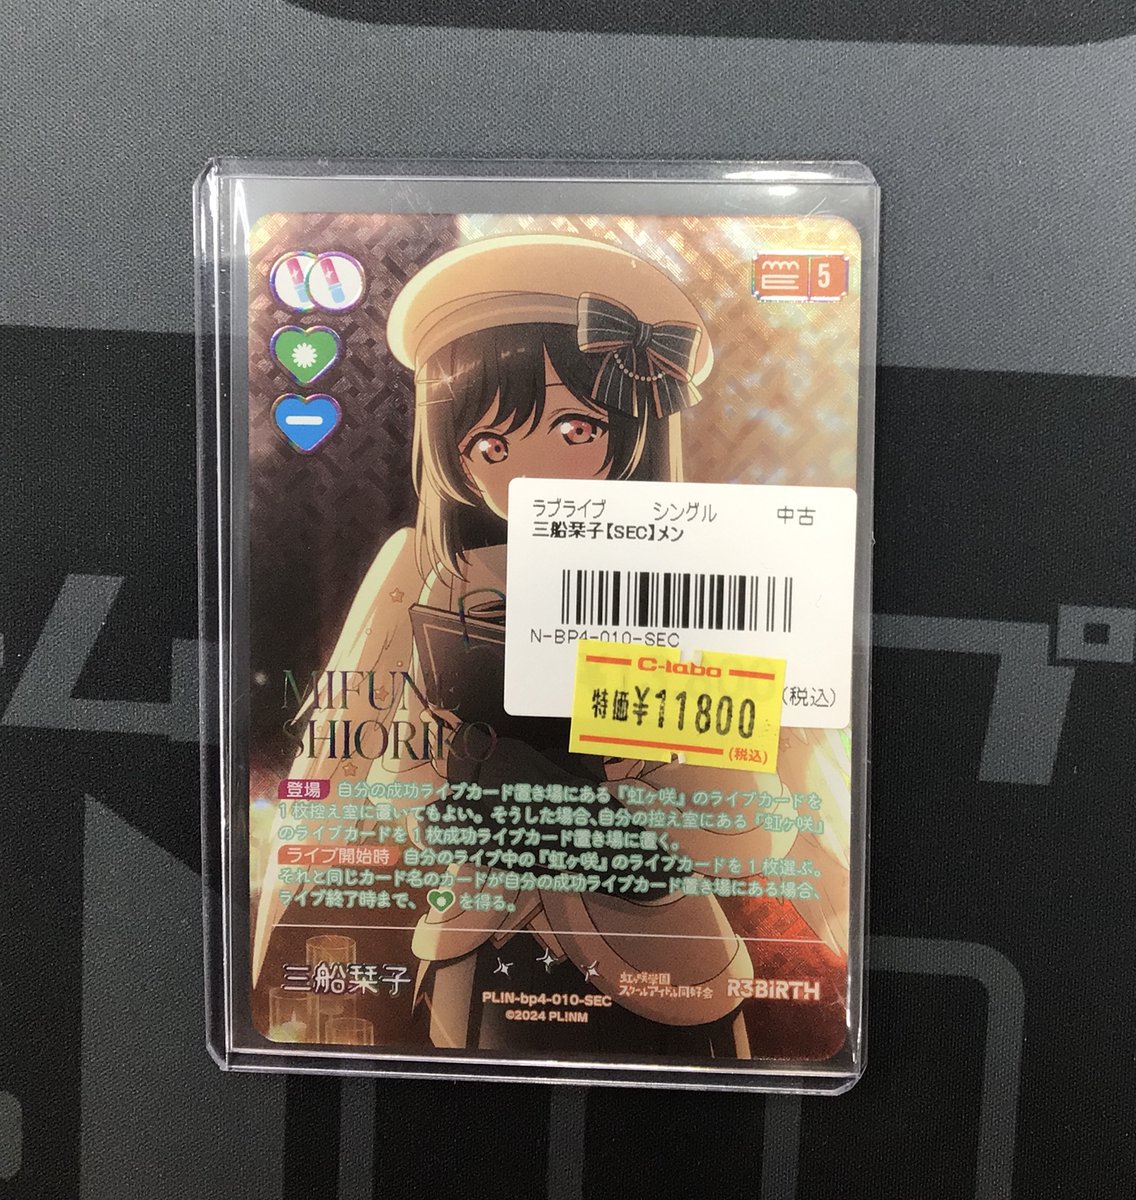 5
ラブライブ シングル 中古
三船栞子【SEC】メン
N-BP4-010-SEC
C-labo
特価¥11800
(税込)
(税込)
MIFUNE
SHIORIKO
登場 自分の成功ライブカード置き場にある『虹ヶ咲』のライブカードを
1枚控え室に置いてもよい。そうした場合、自分の控え室にある『虹ヶ咲』
のライブカードを1枚成功ライブカード置き場に置く。
ライブ開始時 自分のライブ中の『虹ヶ咲』のライブカードを1枚選ぶ。
それと同じカード名のカードが自分の成功ライブカード置き場にある場合、
ライブ終了時まで、を得る。
三船栞子
PL!N-bp4-010-SEC
©2024 PL!NM
虹ヶ咲学園
スクールアイドル同好会
R3BiRTH